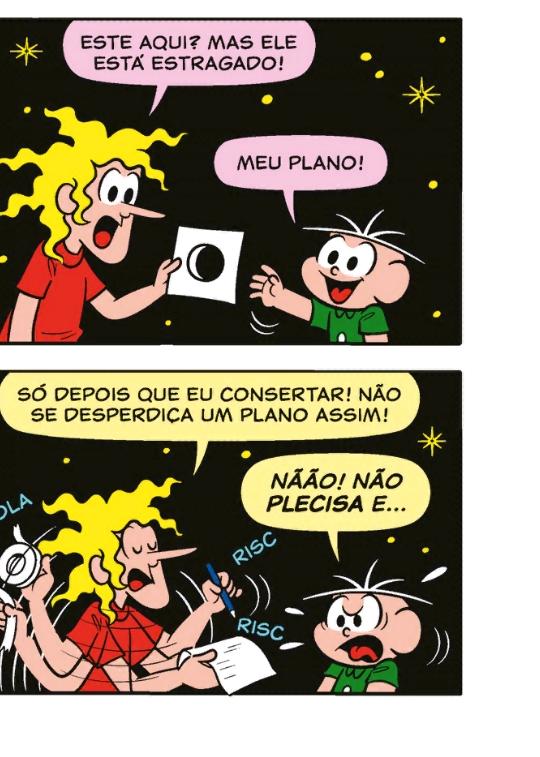 ESTE AQUI? MAS ELE
ESTÁ ESTRAGADO!
MEU PLANO!
SÓ DEPOIS QUE EU CONSERTAR! NÃO
SE DESPERDIÇA UM PLANO ASSIM!
NÃÃO! NÃO
PLECISA E...
OLA
RISC
RISC